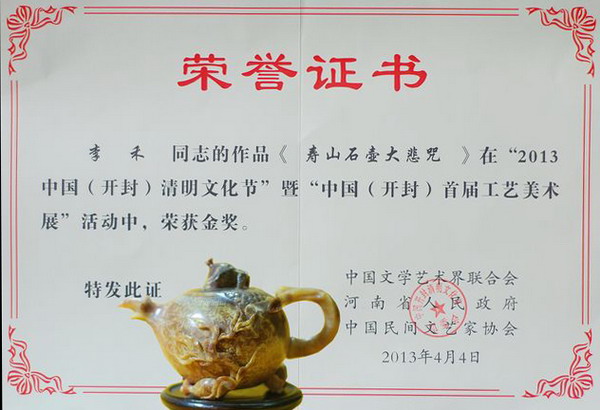 荣誉证书
李禾 同志的作品《寿山石壶大悲咒》在“2013
中国（开封）清明文化节”暨“中国（开封）首届工艺美术
展”活动中，荣获金奖。
特发此证
中国文学艺术界联合会
河南省人民政府
中国民间文艺家协会
2013年4月4日